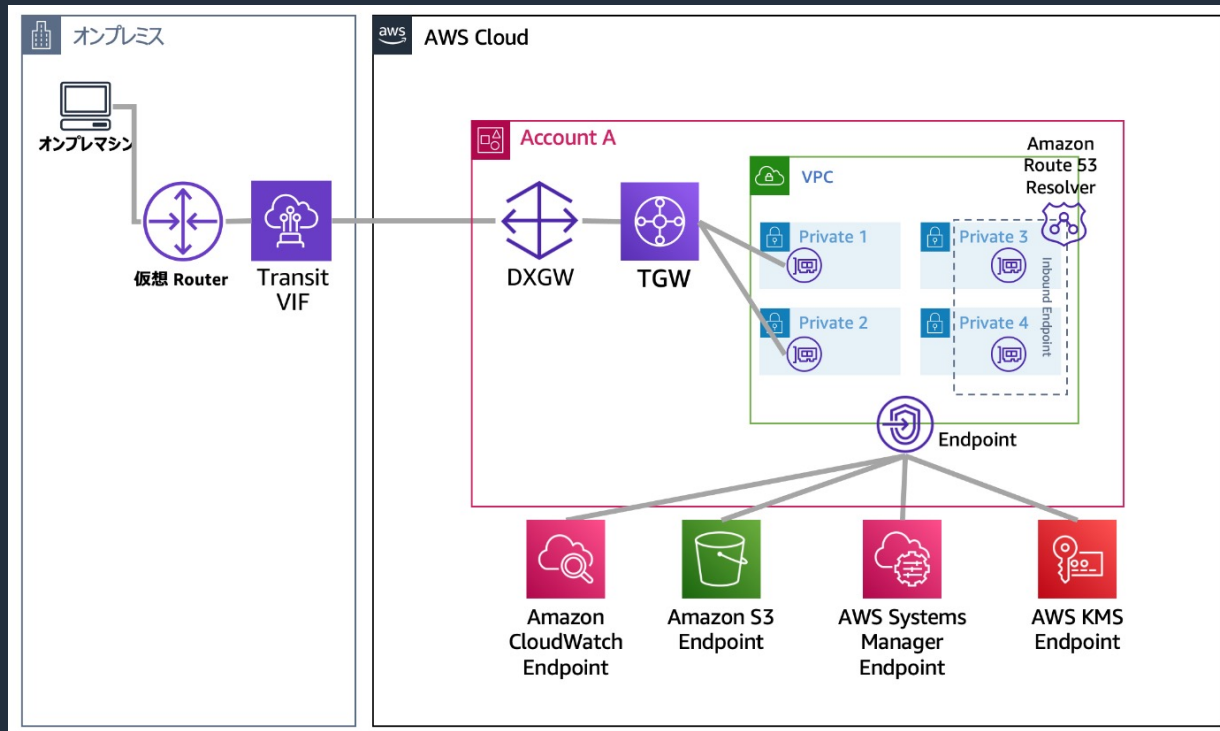 オンプレミス
オンプレマシン
仮想 Router
Transit
VIF
aws
AWS Cloud
Account A
DXGW
TGW
VPC
Amazon
Route 53
Resolver
Private 1
Private 3
Private 2
Private 4
Inbound Endpoint
Endpoint
Amazon
CloudWatch
Endpoint
Amazon S3
Endpoint
AWS Systems
Manager
Endpoint
AWS KMS
Endpoint